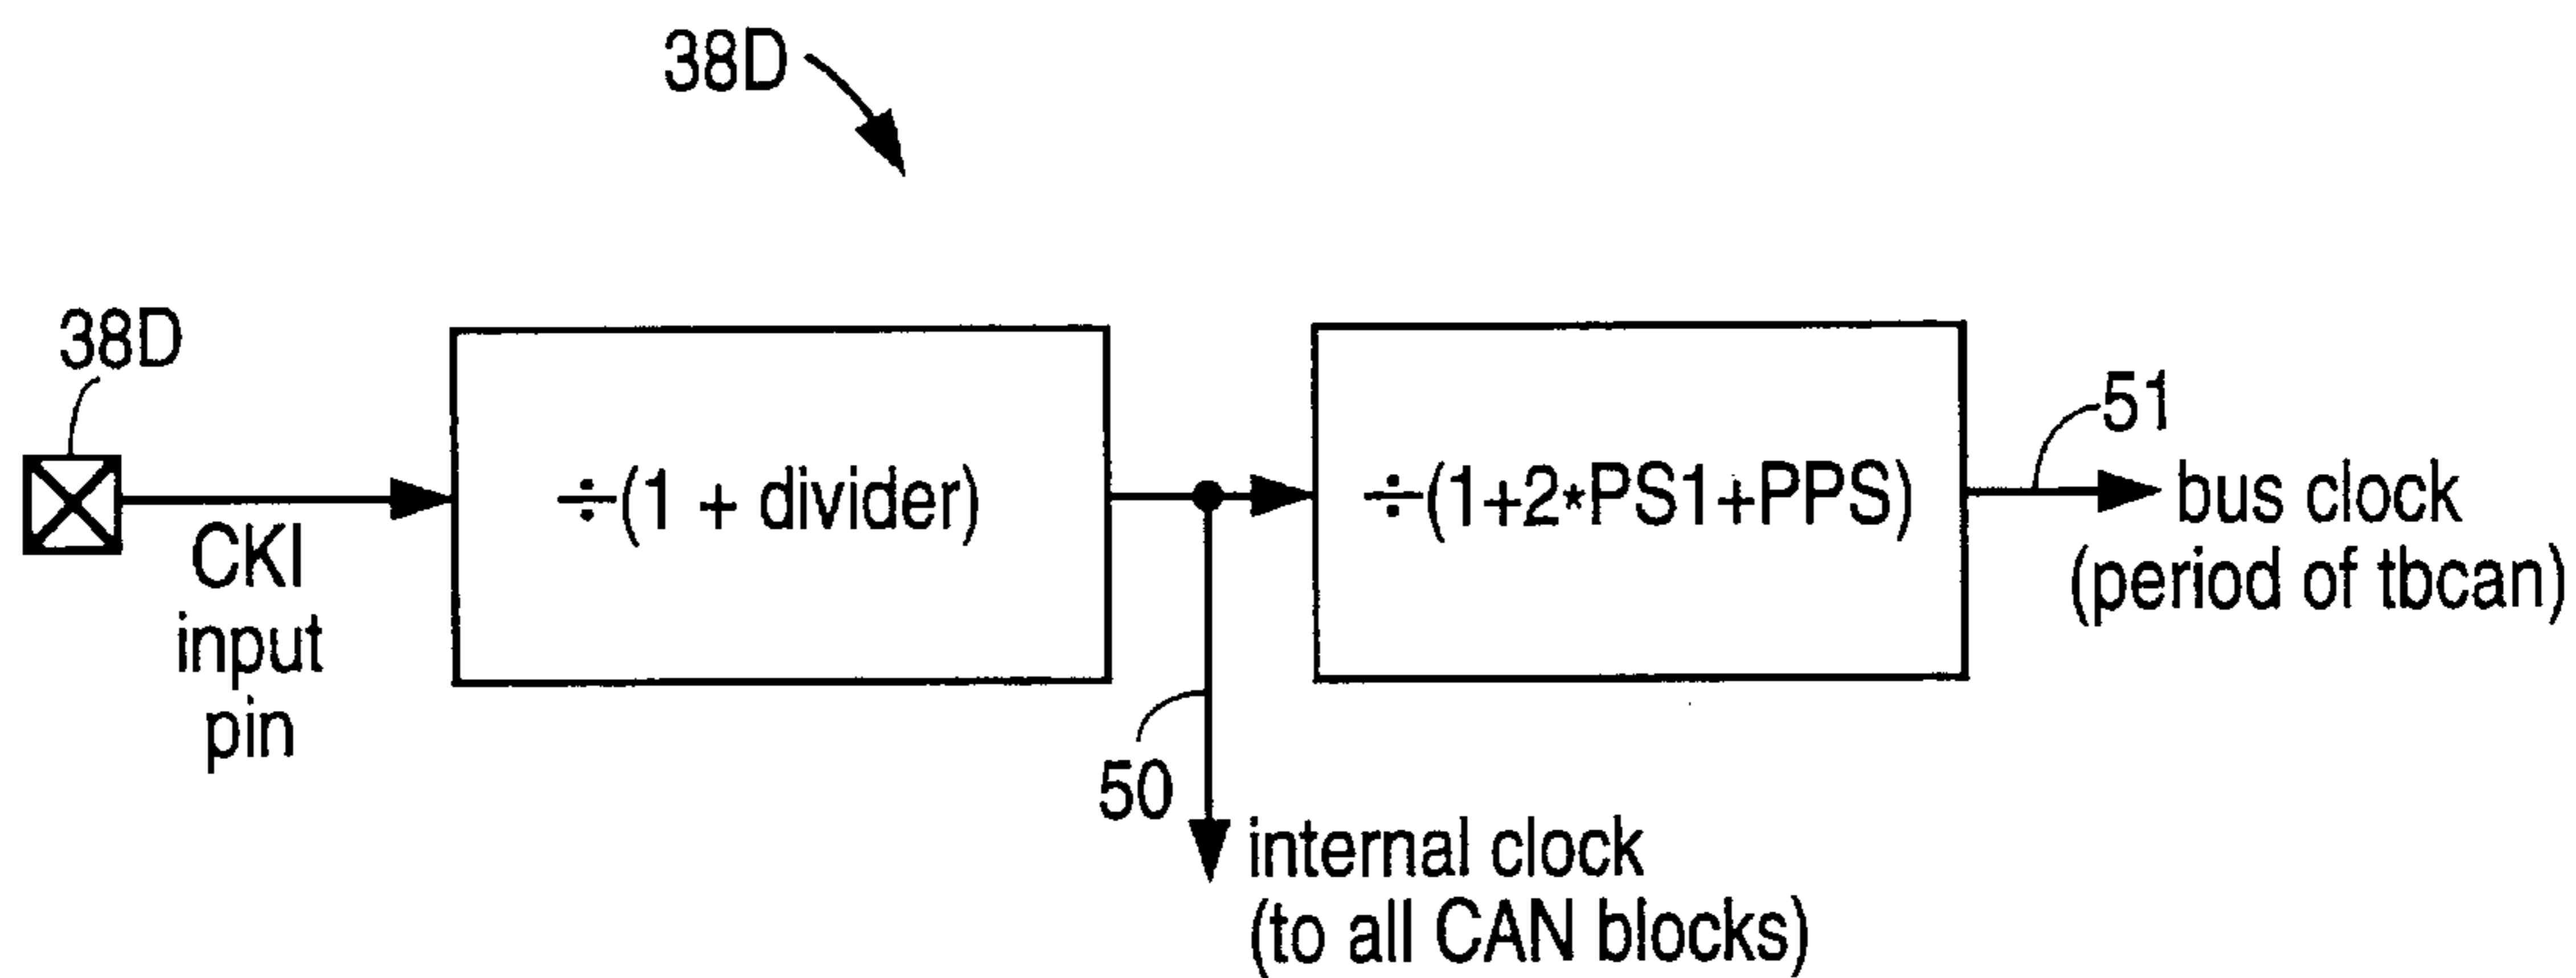 38D
38D
CKI
input
pin
÷(1 + divider)
50
internal clock
(to all CAN blocks)
÷(1+2*PS1+PPS)
51
bus clock
(period of tbcan)